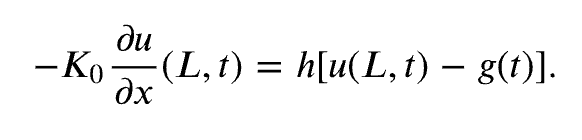 −K₀ ∂u/∂x (L, t) = h[u(L, t) − g(t)].